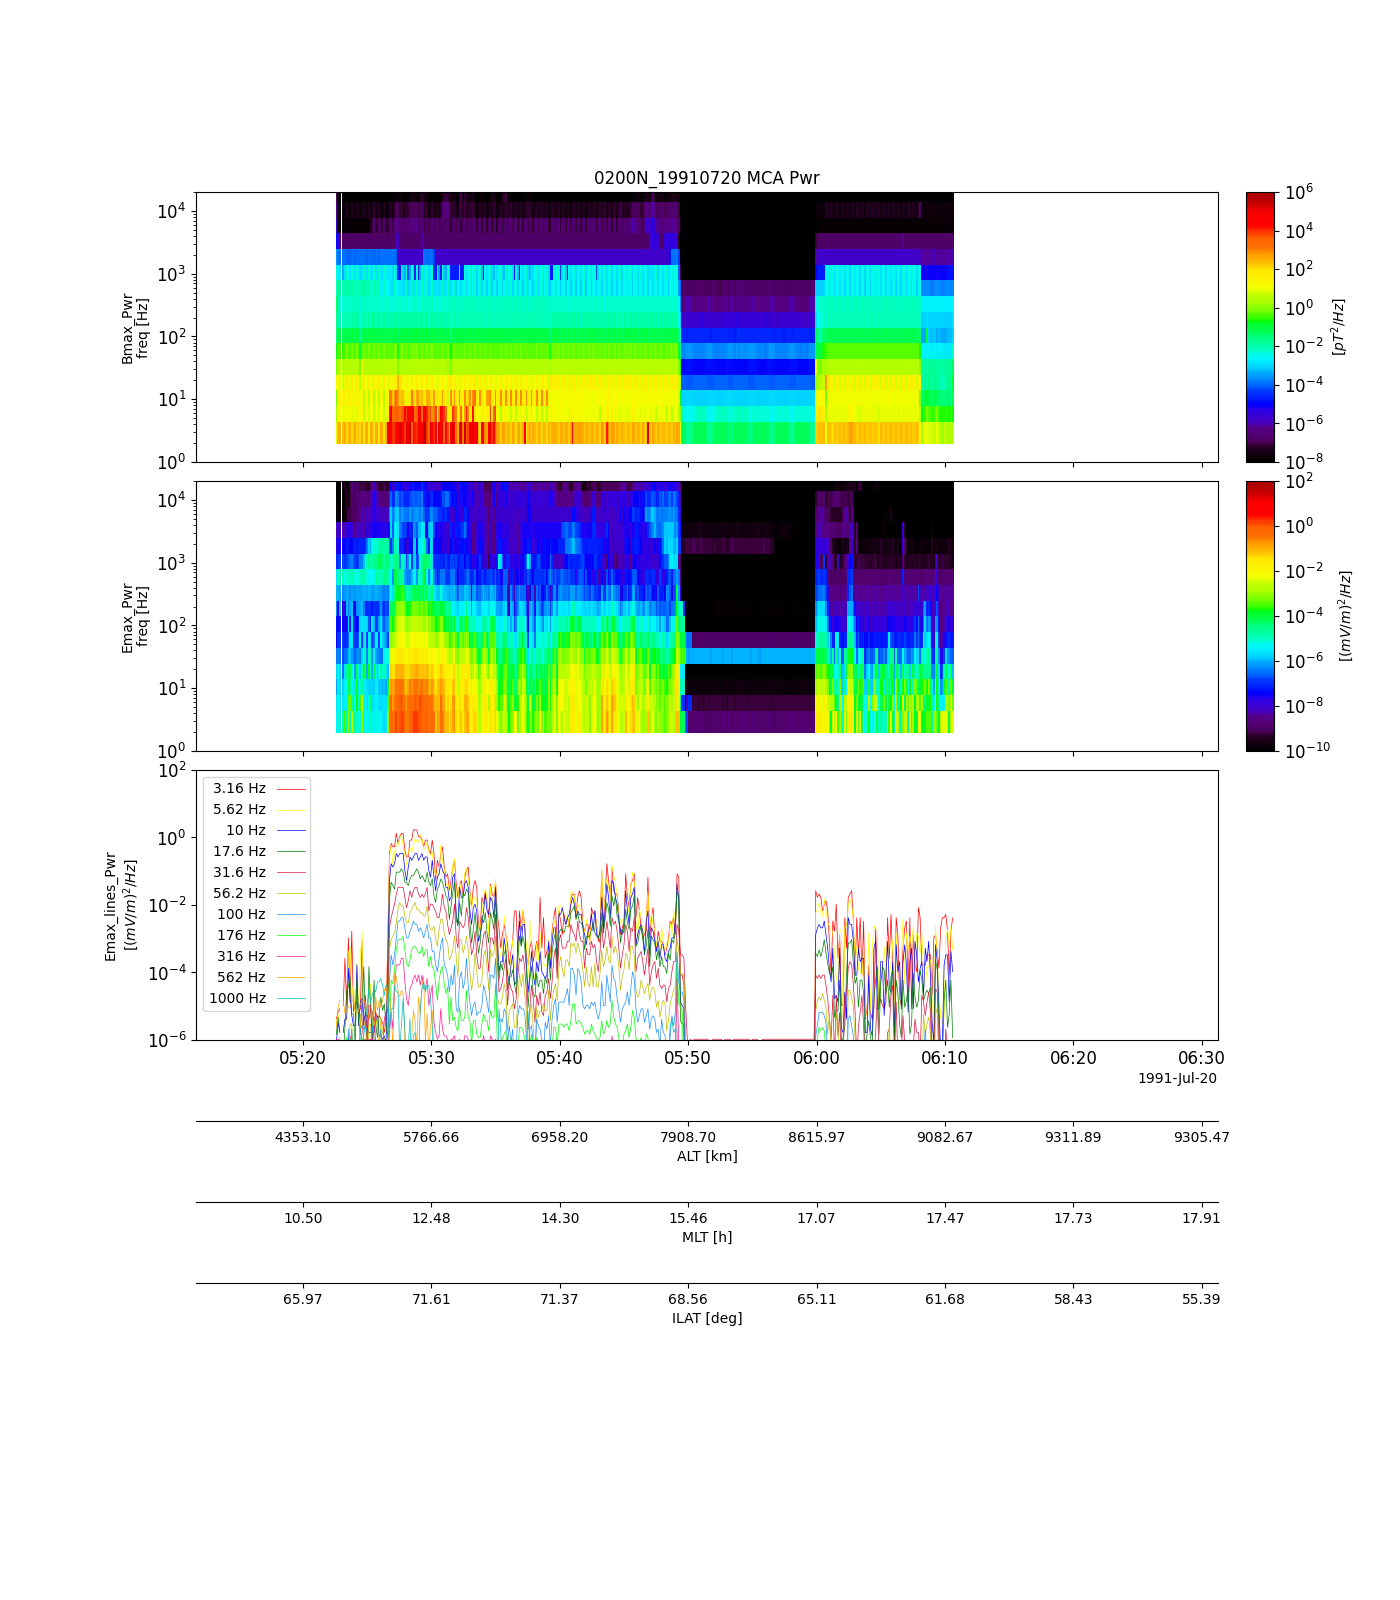 0200N_19910720 MCA Pwr
10^4
10^3
10^2
10^1
10^0
Bmax_Pwr
freq [Hz]
10^6
10^4
10^2
10^0
10^−2
10^−4
10^−6
10^−8
[pT^2/Hz]
10^4
10^3
10^2
10^1
10^0
Emax_Pwr
freq [Hz]
10^2
10^0
10^−2
10^−4
10^−6
10^−8
10^−10
[(mV/m)^2/Hz]
10^2
10^0
10^−2
10^−4
10^−6
Emax_lines_Pwr
[(mV/m)^2/Hz]
3.16 Hz
5.62 Hz
10 Hz
17.6 Hz
31.6 Hz
56.2 Hz
100 Hz
176 Hz
316 Hz
562 Hz
1000 Hz
05:20 05:30 05:40 05:50 06:00 06:10 06:20 06:30
1991-Jul-20
4353.10 5766.66 6958.20 7908.70 8615.97 9082.67 9311.89 9305.47
ALT [km]
10.50 12.48 14.30 15.46 17.07 17.47 17.73 17.91
MLT [h]
65.97 71.61 71.37 68.56 65.11 61.68 58.43 55.39
ILAT [deg]